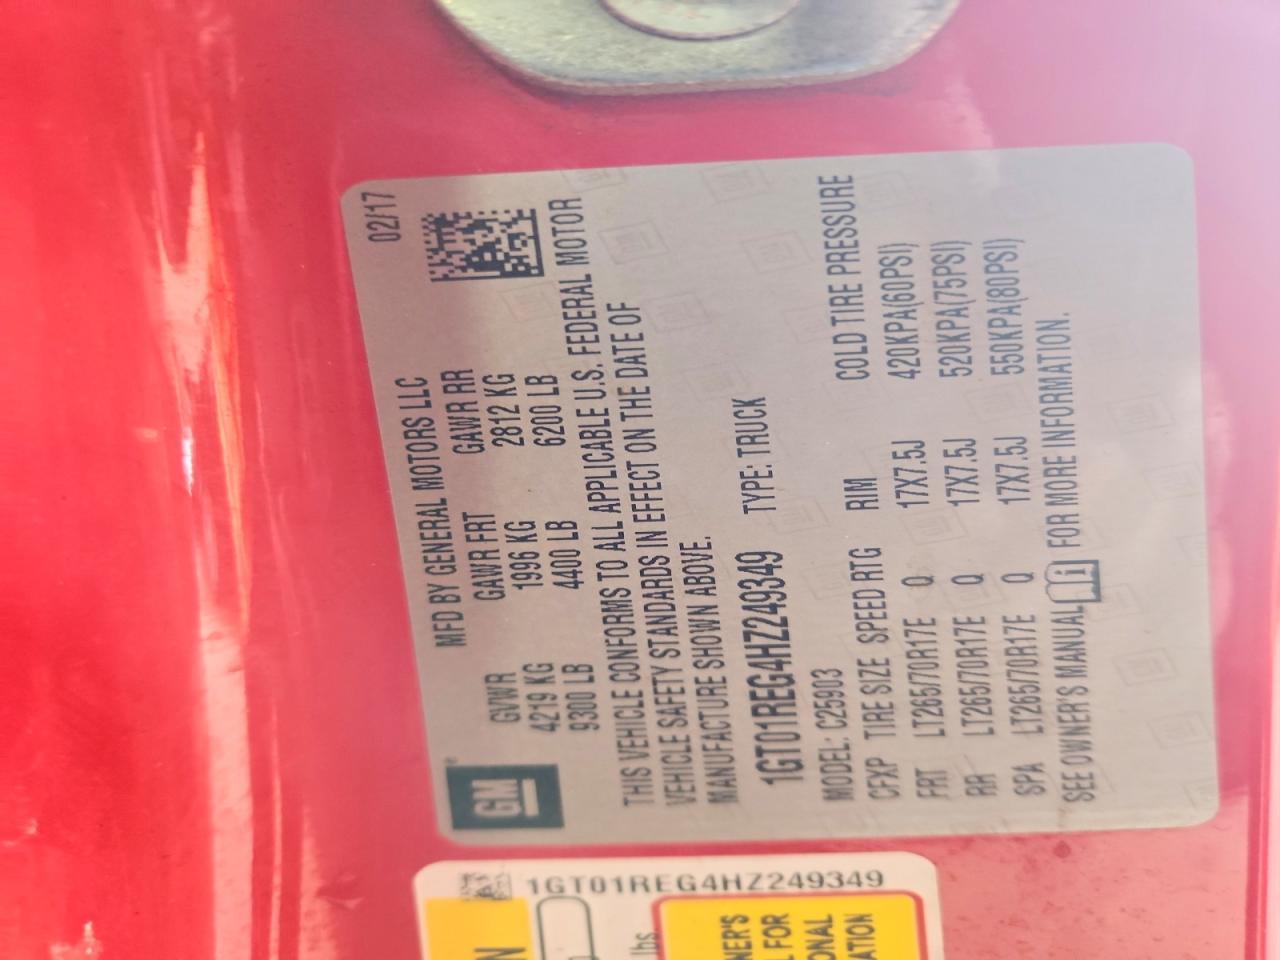 02/17
MFD BY GENERAL MOTORS LLC
GM
GVWR GAWR FRT GAWR RR
4219 KG 1996 KG 2812 KG
9300 LB 4400 LB 6200 LB
THIS VEHICLE CONFORMS TO ALL APPLICABLE U.S. FEDERAL MOTOR
VEHICLE SAFETY STANDARDS IN EFFECT ON THE DATE OF
MANUFACTURE SHOWN ABOVE.
1GT01REG4HZ249349 TYPE: TRUCK
MODEL: C25903
CFXP TIRE SIZE SPEED RTG RIM COLD TIRE PRESSURE
FRT LT265/70R17E Q 17X7.5J 420KPA(60PSI)
RR LT265/70R17E Q 17X7.5J 520KPA(75PSI)
SPA LT265/70R17E Q 17X7.5J 550KPA(80PSI)
SEE OWNER'S MANUAL FOR MORE INFORMATION.
1GT01REG4HZ249349
lbs
NER'S
FOR
ONAL
ATION